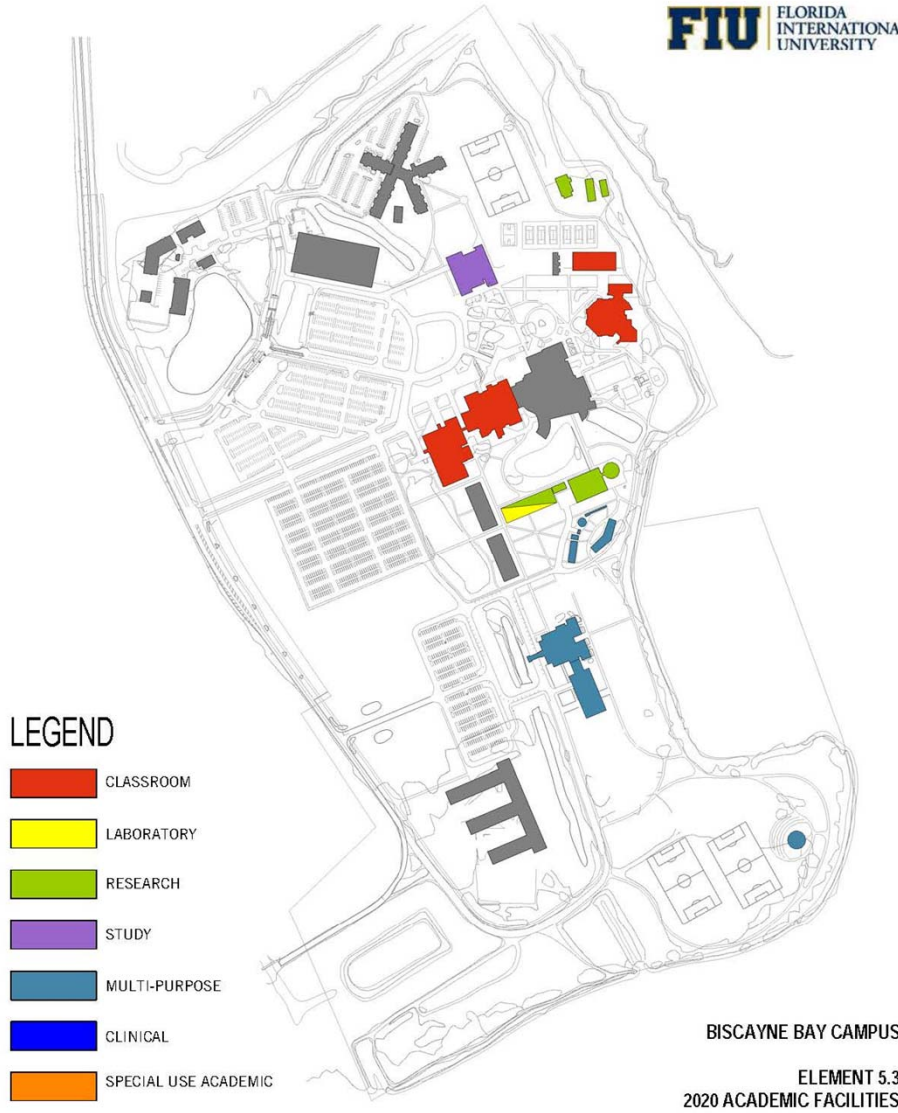 FIU
FLORIDA
INTERNATIONA
UNIVERSITY
LEGEND
CLASSROOM
LABORATORY
RESEARCH
STUDY
MULTI-PURPOSE
CLINICAL
SPECIAL USE ACADEMIC
BISCAYNE BAY CAMPUS
ELEMENT 5.3
2020 ACADEMIC FACILITIES